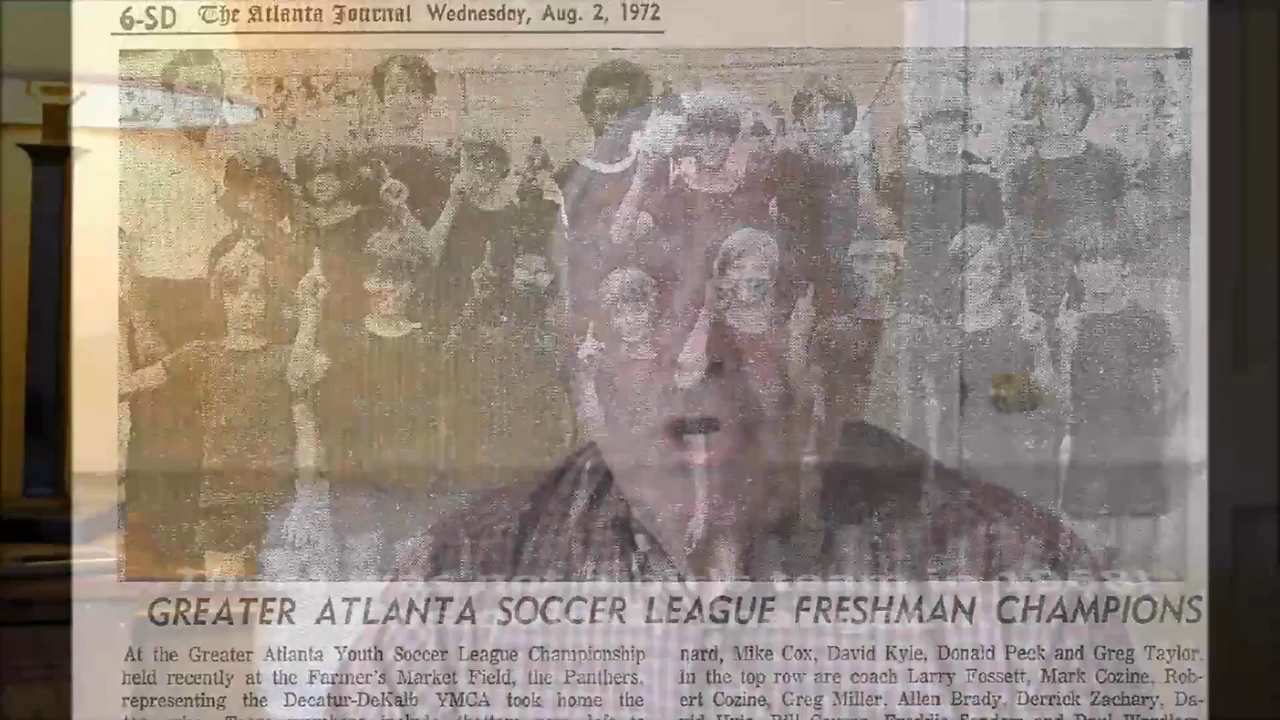 6-SD The Atlanta Journal Wednesday, Aug. 2, 1972
GREATER ATLANTA SOCCER LEAGUE FRESHMAN CHAMPIONS
At the Greater Atlanta Youth Soccer League Championship
held recently at the Farmer's Market Field, the Panthers,
representing the Decatur-DeKalb YMCA took home the
nard, Mike Cox, David Kyle, Donald Peck and Greg Taylor.
in the top row are coach Larry Fossett, Mark Cozine, Rob-
ert Cozine, Greg Miller, Allen Brady, Derrick Zachary, Da-